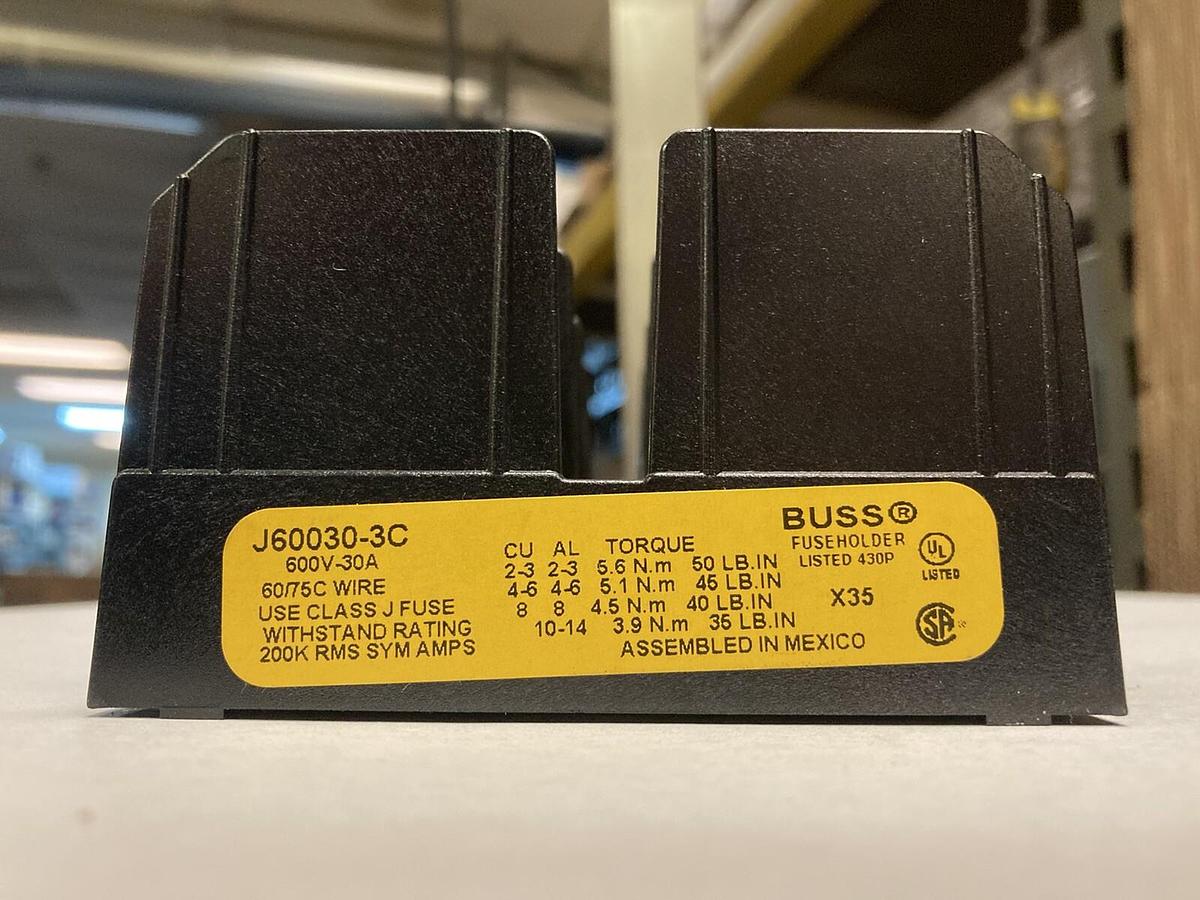 J60030-3C
600V-30A
60/75C WIRE
USE CLASS J FUSE
WITHSTAND RATING
200K RMS SYM AMPS
CU AL TORQUE
2-3 2-3 5.6 N.m 50 LB.IN
4-6 4-6 5.1 N.m 45 LB.IN
8 8 4.5 N.m 40 LB.IN
10-14 3.9 N.m 35 LB.IN
ASSEMBLED IN MEXICO
BUSS®
FUSEHOLDER
LISTED 430P
X35
UL
LISTED
SA